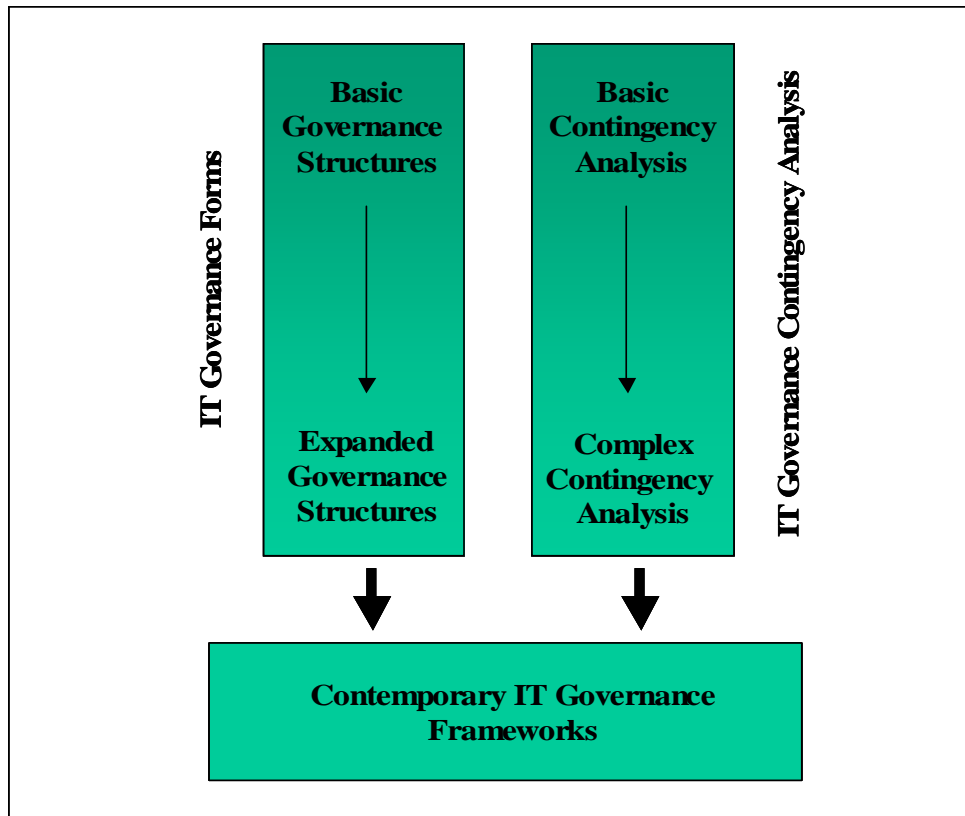 IT Governance Forms
Basic
Governance
Structures
Expanded
Governance
Structures
Basic
Contingency
Analysis
Complex
Contingency
Analysis
IT Governance Contingency Analysis
Contemporary IT Governance
Frameworks